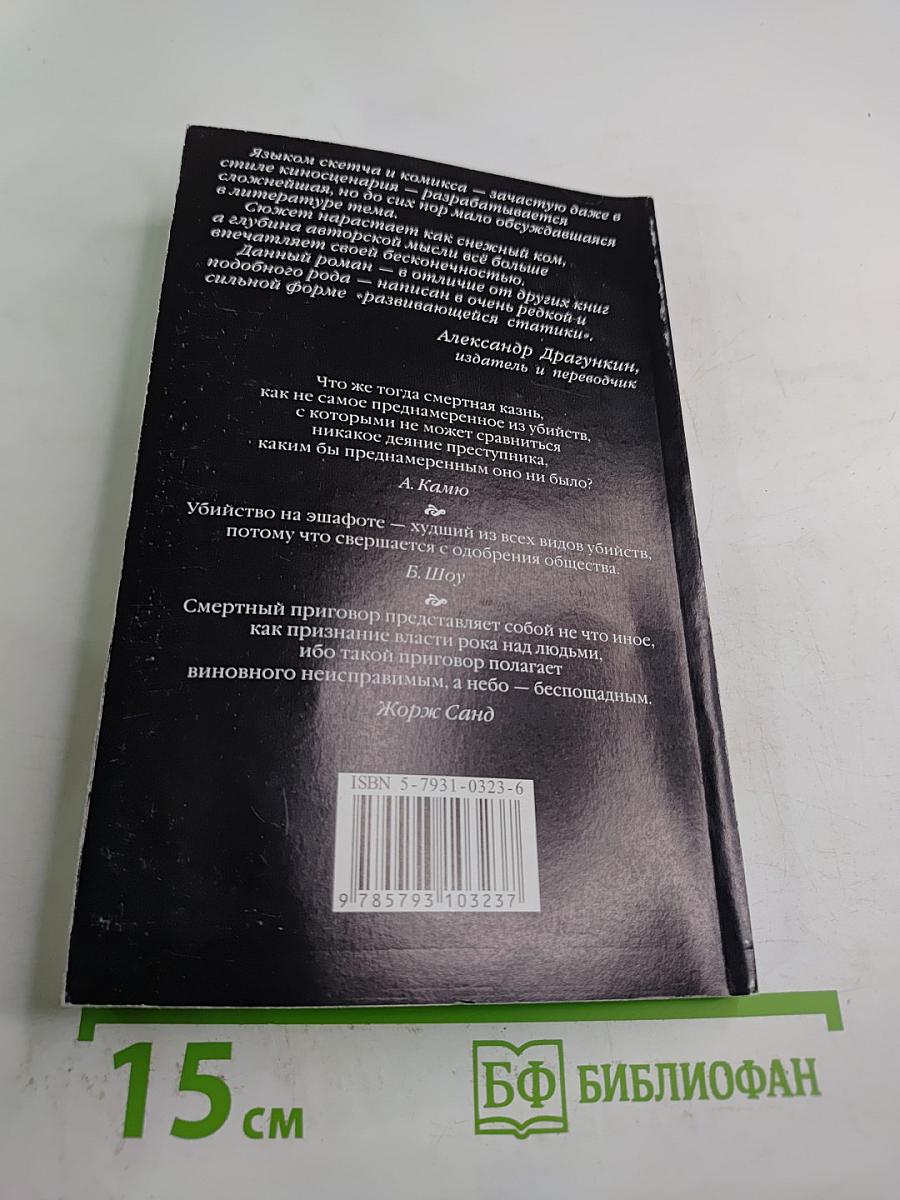 Языком скетча и комикса — зачастую даже в
стиле киносценария — разрабатывается
сложнейшая, но до сих пор мало обсуждавшаяся
в литературе тема.
Сюжет нарастает как снежный ком,
а глубина авторской мысли всё больше
впечатляет своей бесконечностью.
Данный роман — в отличие от других книг
подобного рода — написан в очень редкой и
сильной форме «развивающейся статики».
Александр Драгункин,
издатель и переводчик
Что же тогда смертная казнь,
как не самое преднамеренное из убийств,
с которыми не может сравниться
никакое деяние преступника,
каким бы преднамеренным оно ни было?
А. Камю
Убийство на эшафоте — худший из всех видов убийств,
потому что свершается с одобрения общества.
Б. Шоу
Смертный приговор представляет собой не что иное,
как признание власти рока над людьми,
ибо такой приговор полагает
виновного неисправимым, а небо — беспощадным.
Жорж Санд
ISBN 5-7931-0323-6
9 785793 103237
15 см
БФ БИБЛИОФАН